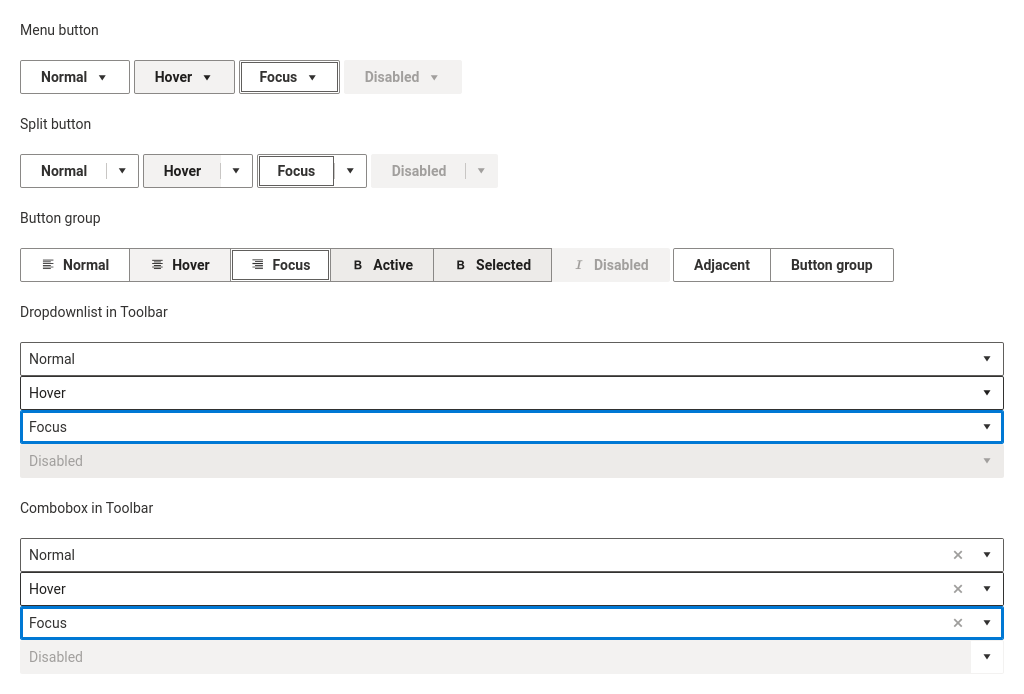 Menu button
Normal Hover Focus Disabled
Split button
Normal Hover Focus Disabled
Button group
Normal Hover Focus B Active B Selected I Disabled Adjacent Button group
Dropdownlist in Toolbar
Normal
Hover
Focus
Disabled
Combobox in Toolbar
Normal
Hover
Focus
Disabled